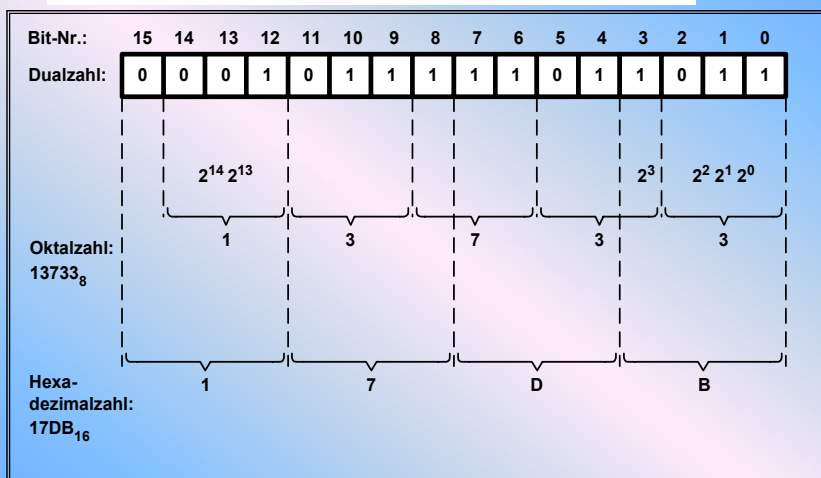 Bit-Nr.: 15 14 13 12 11 10 9 8 7 6 5 4 3 2 1 0
Dualzahl: 0 0 0 1 0 1 1 1 1 1 0 1 1 0 1 1
2¹⁴ 2¹³ 2³ 2² 2¹ 2⁰
1 3 7 3 3
Oktalzahl:
13733₈
1 7 D B
Hexa-
dezimalzahl:
17DB₁₆